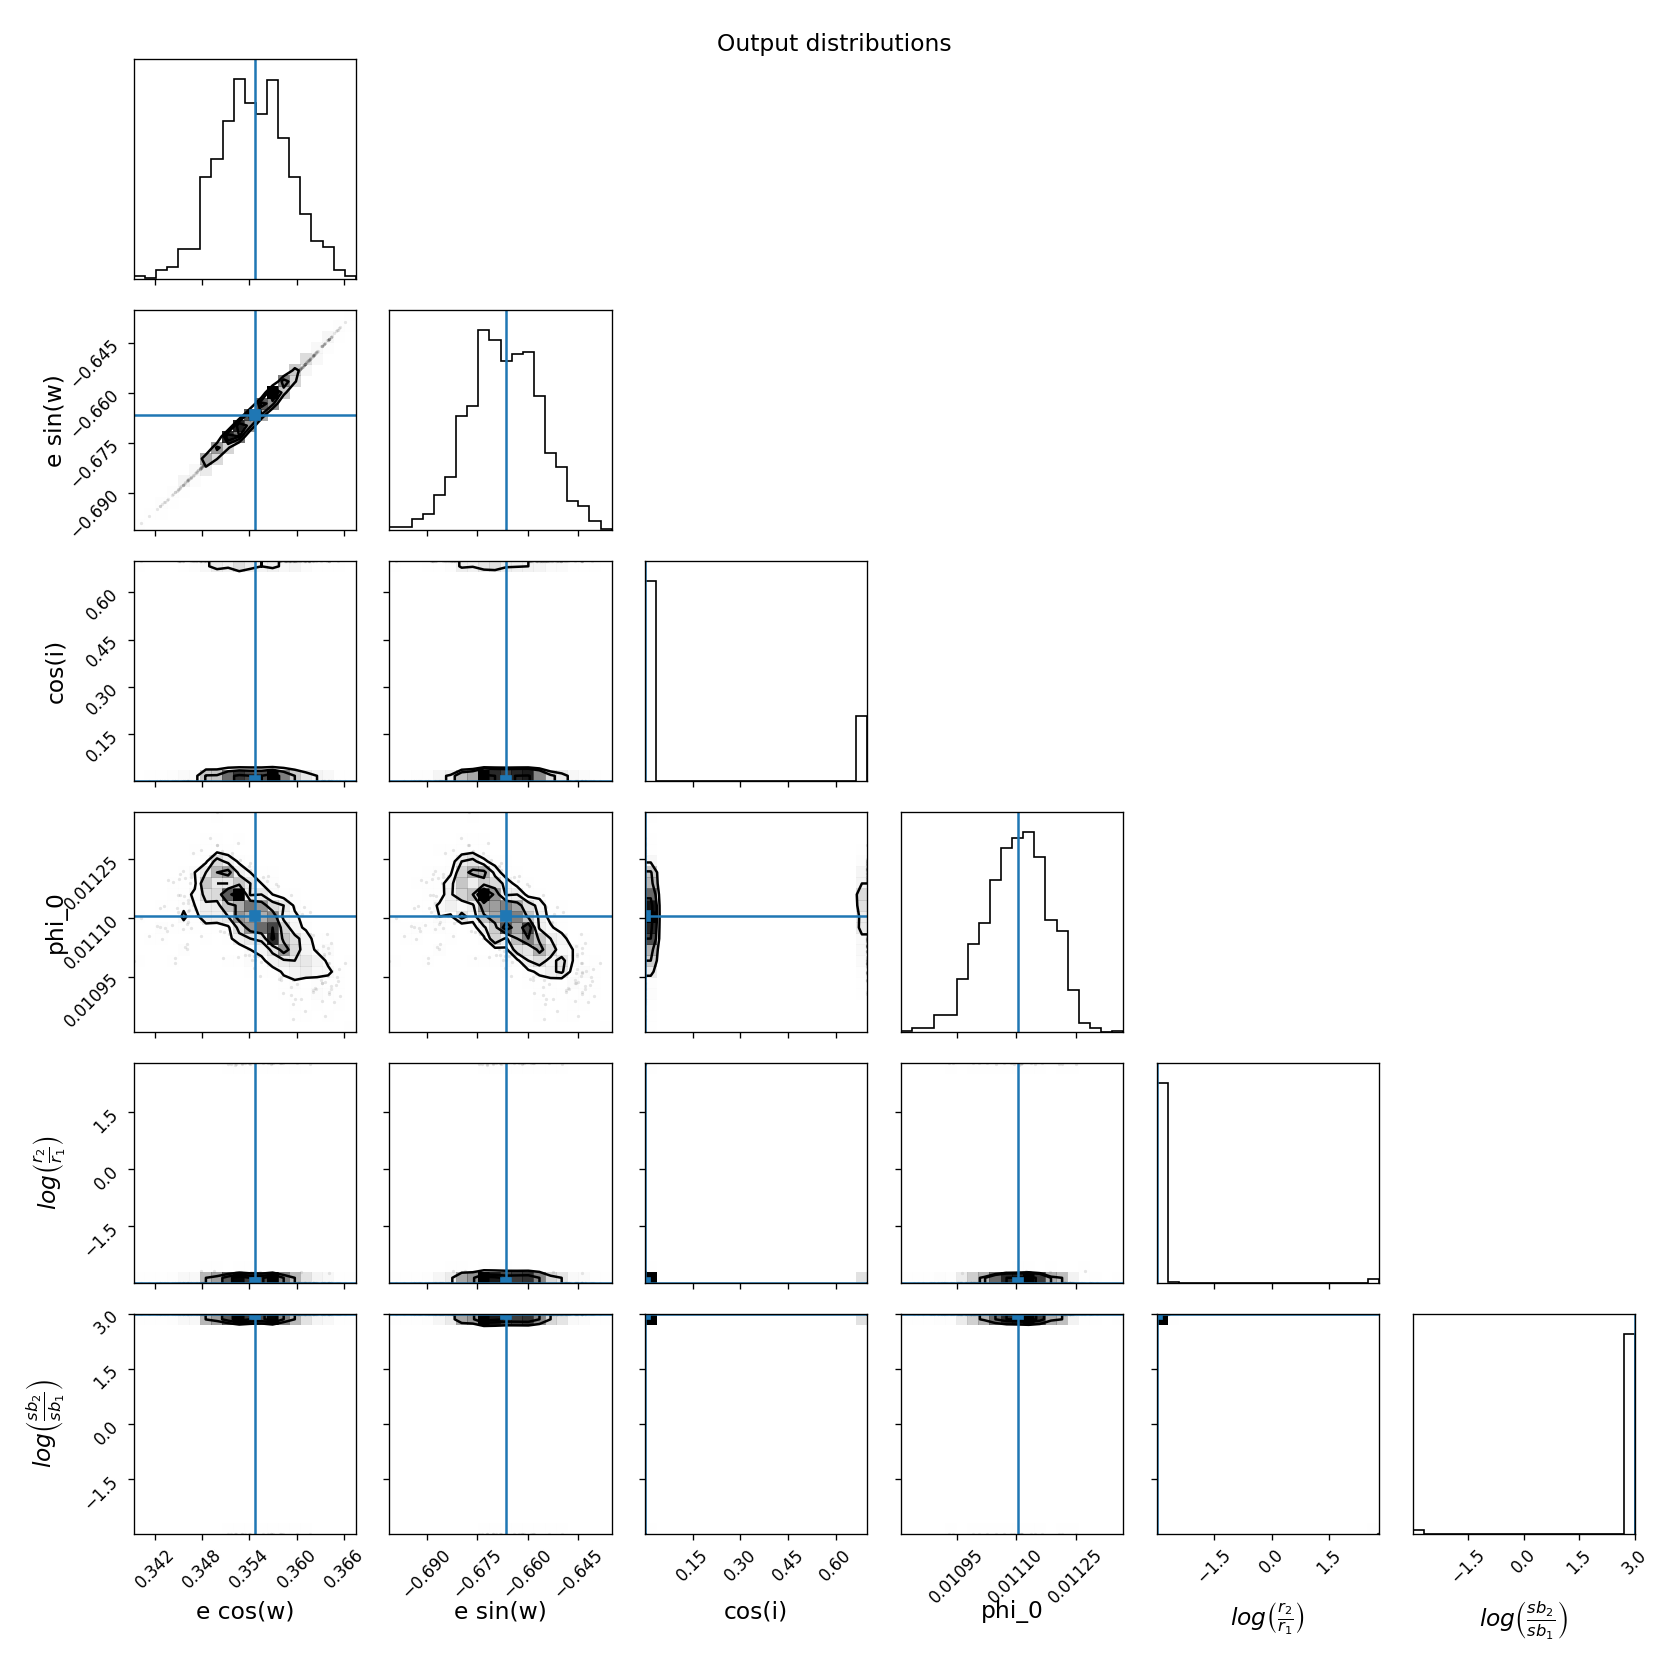 Output distributions
e sin(w)
−0.645
−0.660
−0.675
−0.690
cos(i)
0.60
0.45
0.30
0.15
phi_0
0.01125
0.01110
0.01095
log(r₂/r₁)
1.5
0.0
−1.5
log(sb₂/sb₁)
3.0
1.5
0.0
−1.5
0.342 0.348 0.354 0.360 0.366
−0.690 −0.675 −0.660 −0.645
0.15 0.30 0.45 0.60
0.01095 0.01110 0.01125
−1.5 0.0 1.5
−1.5 0.0 1.5 3.0
e cos(w) e sin(w) cos(i) phi_0 log(r₂/r₁) log(sb₂/sb₁)